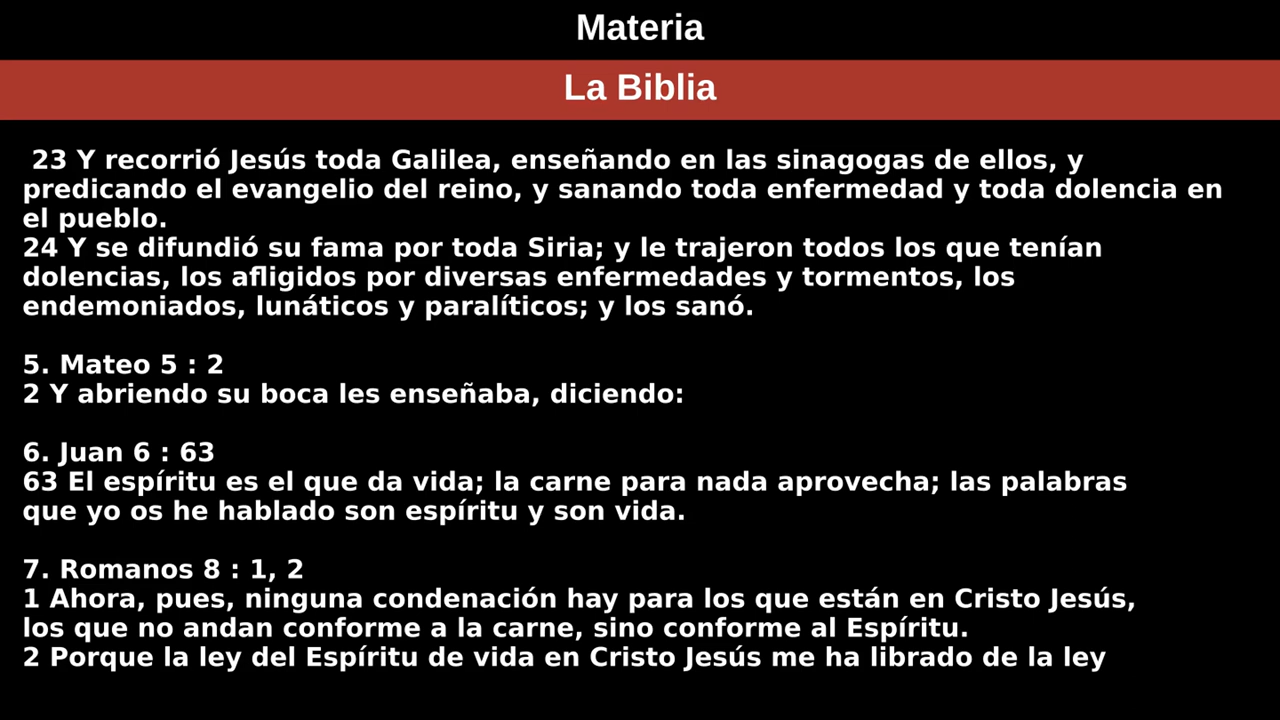 Materia
La Biblia
23 Y recorrió Jesús toda Galilea, enseñando en las sinagogas de ellos, y
predicando el evangelio del reino, y sanando toda enfermedad y toda dolencia en
el pueblo.
24 Y se difundió su fama por toda Siria; y le trajeron todos los que tenían
dolencias, los afligidos por diversas enfermedades y tormentos, los
endemoniados, lunáticos y paralíticos; y los sanó.
5. Mateo 5 : 2
2 Y abriendo su boca les enseñaba, diciendo:
6. Juan 6 : 63
63 El espíritu es el que da vida; la carne para nada aprovecha; las palabras
que yo os he hablado son espíritu y son vida.
7. Romanos 8 : 1, 2
1 Ahora, pues, ninguna condenación hay para los que están en Cristo Jesús,
los que no andan conforme a la carne, sino conforme al Espíritu.
2 Porque la ley del Espíritu de vida en Cristo Jesús me ha librado de la ley